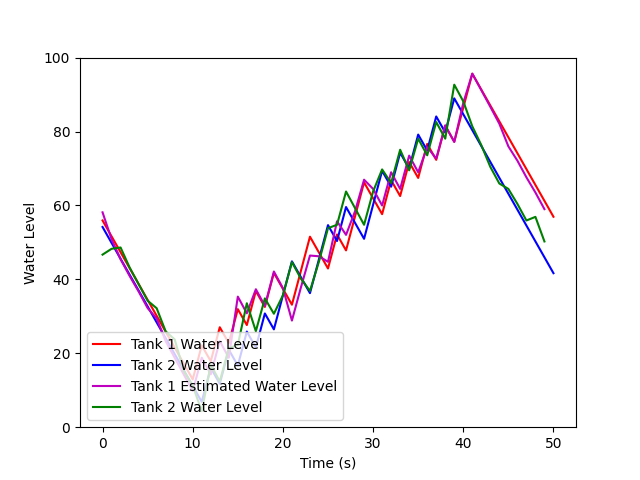 100
80
60
40
20
0
Water Level
Tank 1 Water Level
Tank 2 Water Level
Tank 1 Estimated Water Level
Tank 2 Water Level
0 10 20 30 40 50
Time (s)